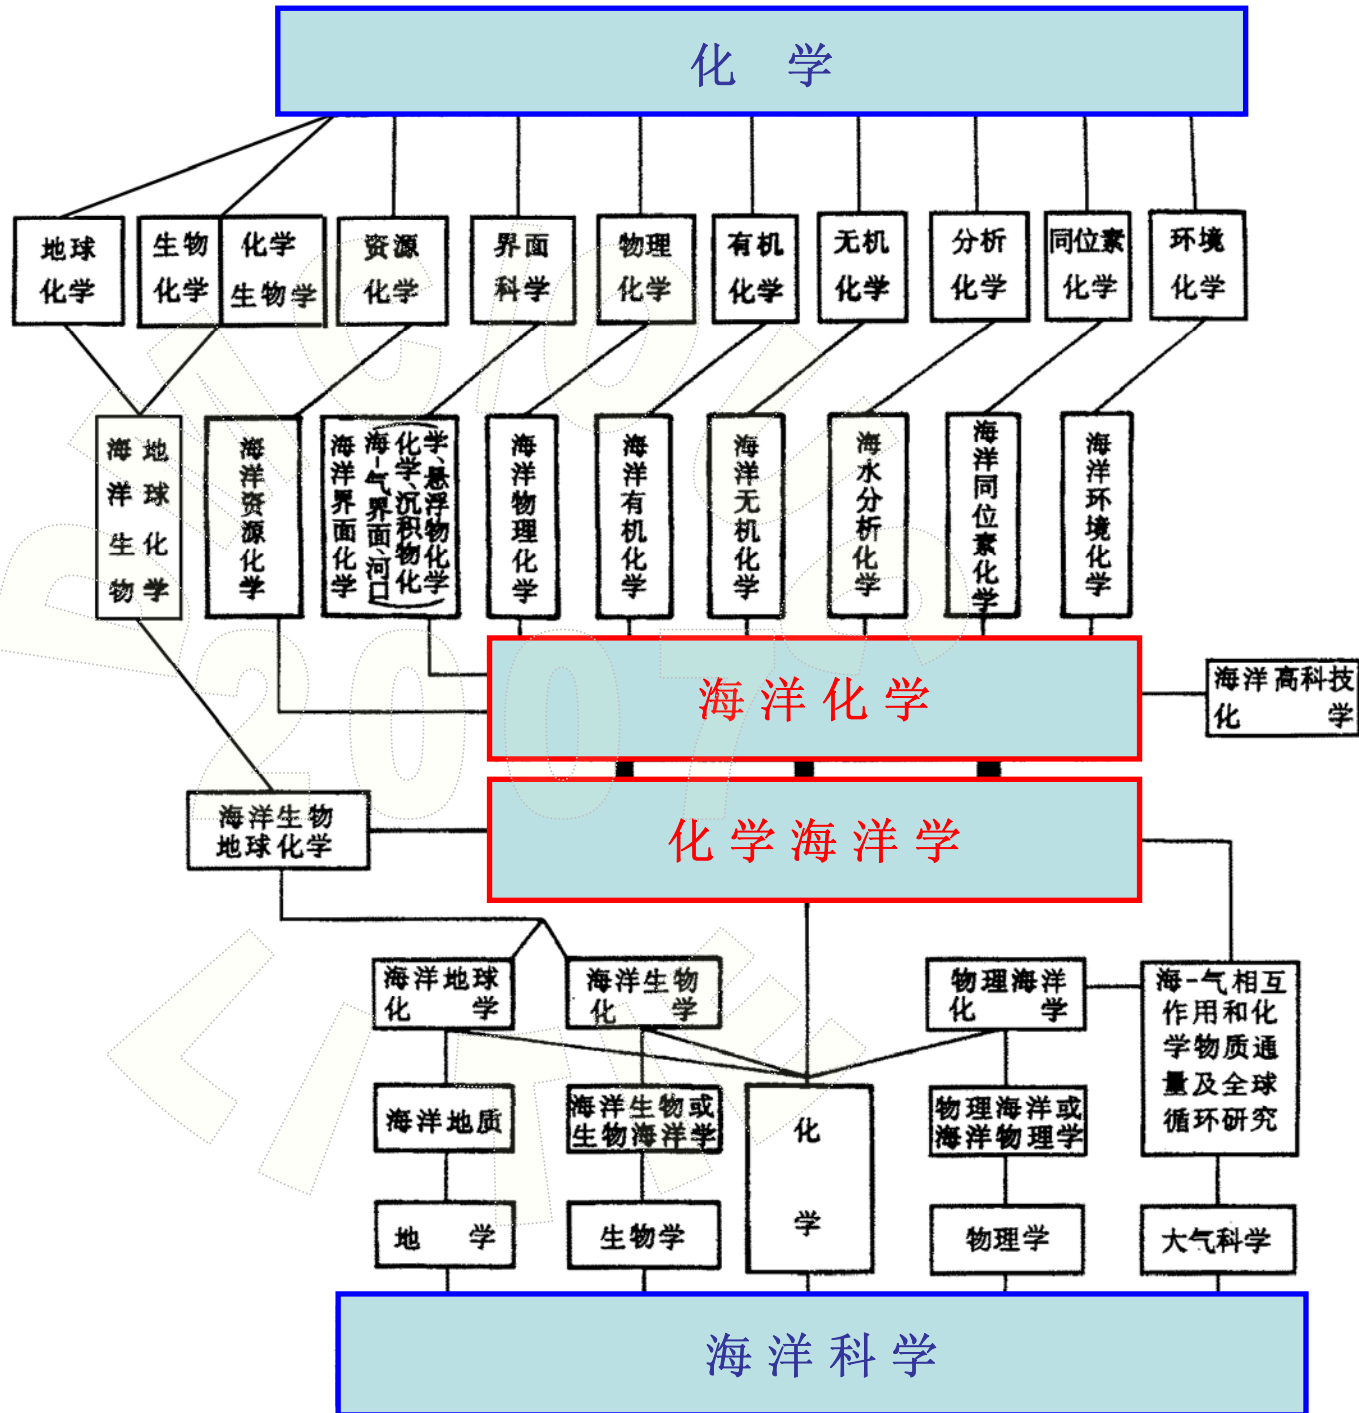 化 学
地球
化学
生物
化学
化学
生物学
资源
化学
界面
科学
物理
化学
有机
化学
无机
化学
分析
化学
同位素
化学
环境
化学
海洋生物
地球化学
海洋资源化学
海洋界面化学
(海-气界面、河口
化学、沉积物化
学、悬浮物化学)
海洋物理化学
海洋有机化学
海洋无机化学
海水分析化学
海洋同位素化学
海洋环境化学
海洋化学
海洋高科技
化 学
化学海洋学
海洋生物
地球化学
海洋地球
化 学
海洋生物
化 学
物理海洋
化 学
海-气相互
作用和化
学物质通
量及全球
循环研究
海洋地质
海洋生物或
生物海洋学
化
学
物理海洋或
海洋物理学
地 学
生物学
物理学
大气科学
海洋科学
2007